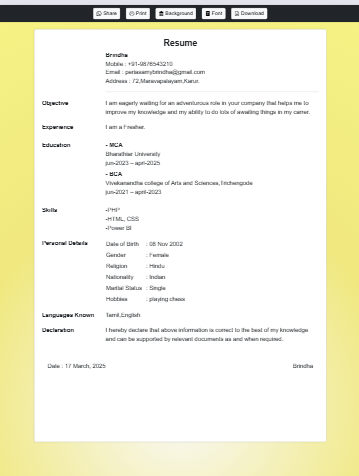 Share Print Background Font Download
Resume
Brindha
Mobile : +91-9876543210
Email : periasamybrindha@gmail.com
Address : 72,Maravapalayam,Karur.
Objective I am eagerly waiting for an adventurous role in your company that helps me to
improve my knowledge and my ability to do lots of awaiting things in my career.
Experience I am a Fresher.
Education - MCA
Bharathiar University
jun-2023 – april-2025
- BCA
Vivekanandha college of Arts and Sciences,Trichengode
jun-2021 – april-2023
Skills -PHP
-HTML, CSS
-Power BI
Personal Details Date of Birth : 08 Nov 2002
Gender : Female
Religion : Hindu
Nationality : Indian
Marital Status : Single
Hobbies : playing chess
Languages Known Tamil,English
Declaration I hereby declare that above information is correct to the best of my knowledge
and can be supported by relevant documents as and when required.
Date : 17 March, 2025 Brindha